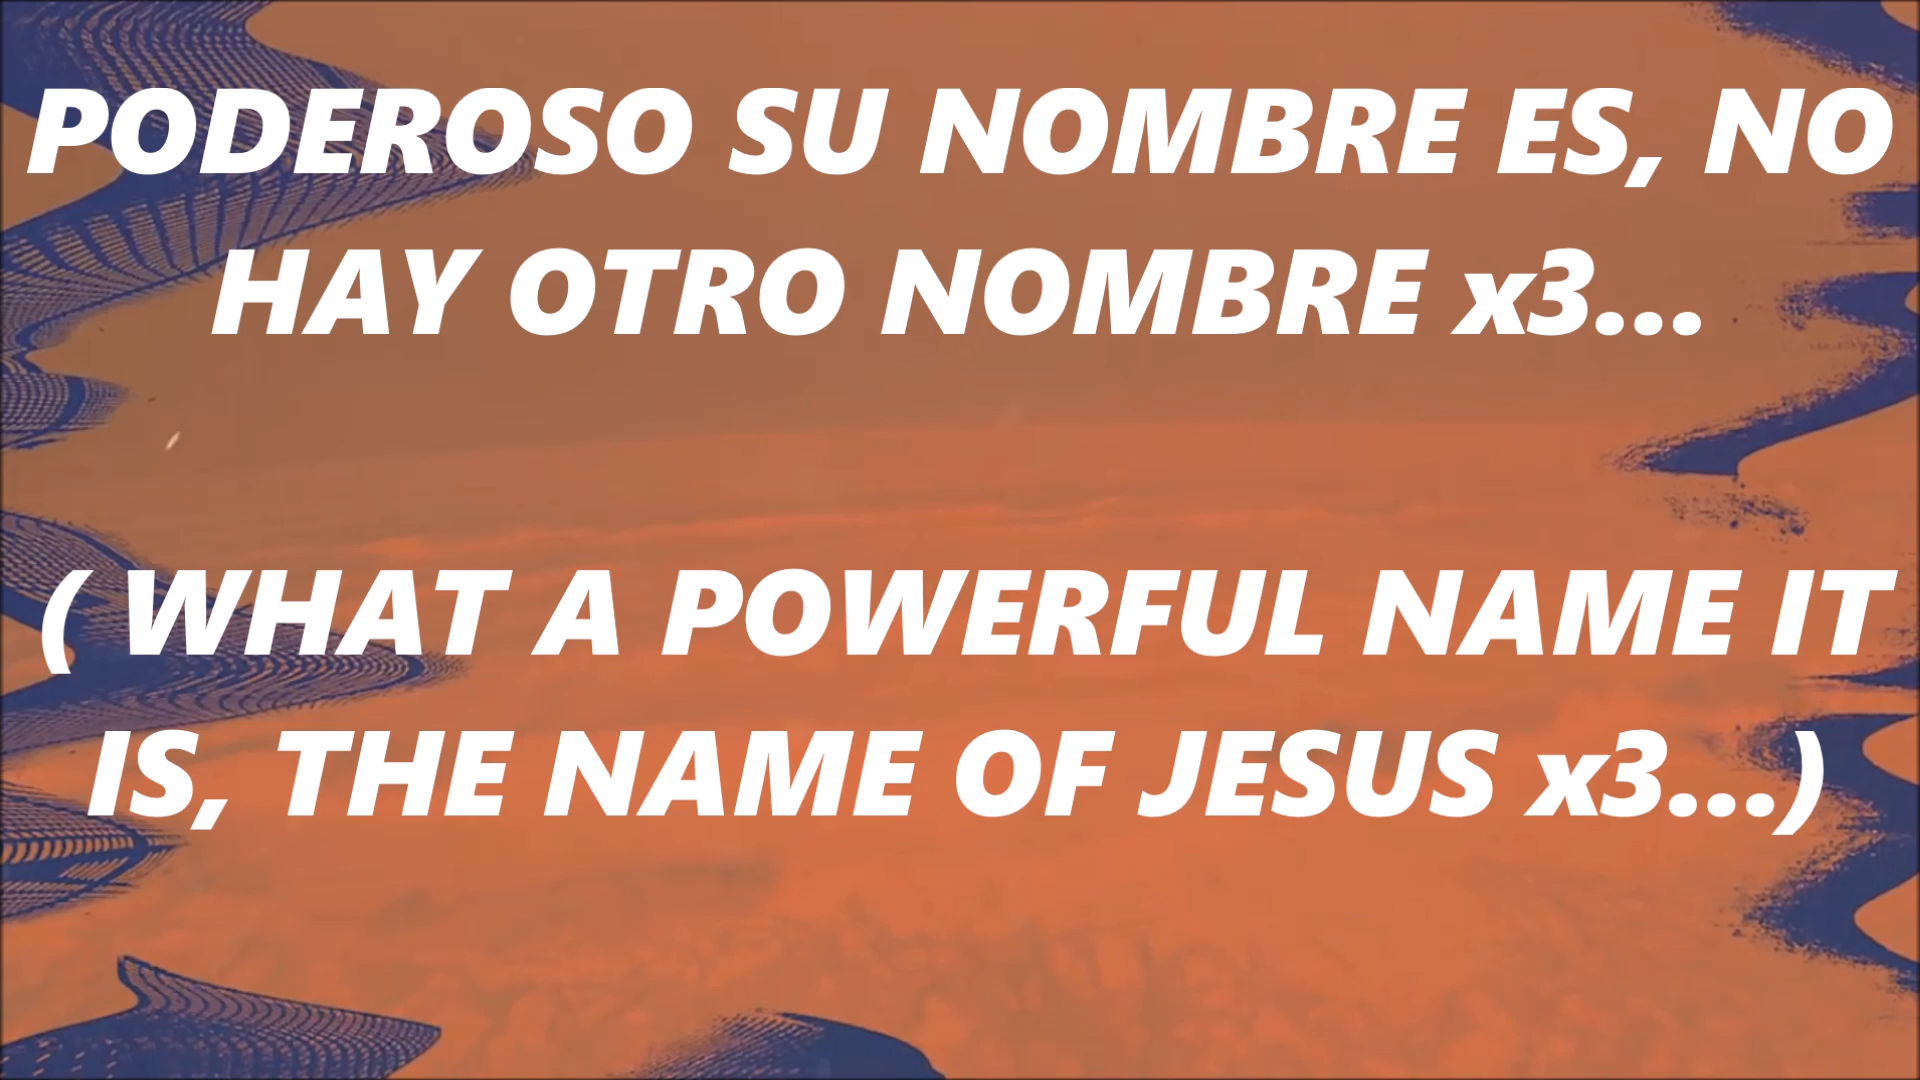 PODEROSO SU NOMBRE ES, NO
HAY OTRO NOMBRE x3...
( WHAT A POWERFUL NAME IT
IS, THE NAME OF JESUS x3...)